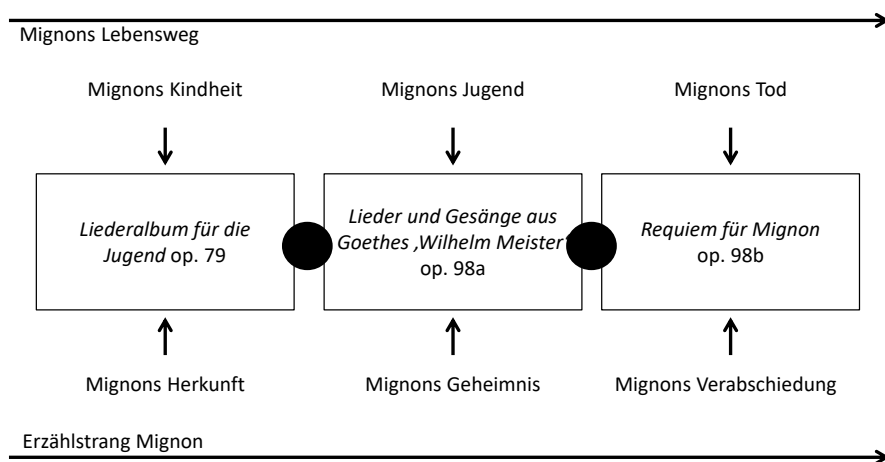 Mignons Lebensweg
Mignons Kindheit
Mignons Jugend
Mignons Tod
Liederalbum für die
Jugend op. 79
Lieder und Gesänge aus
Goethes ‚Wilhelm Meister‘
op. 98a
Requiem für Mignon
op. 98b
Mignons Herkunft
Mignons Geheimnis
Mignons Verabschiedung
Erzählstrang Mignon